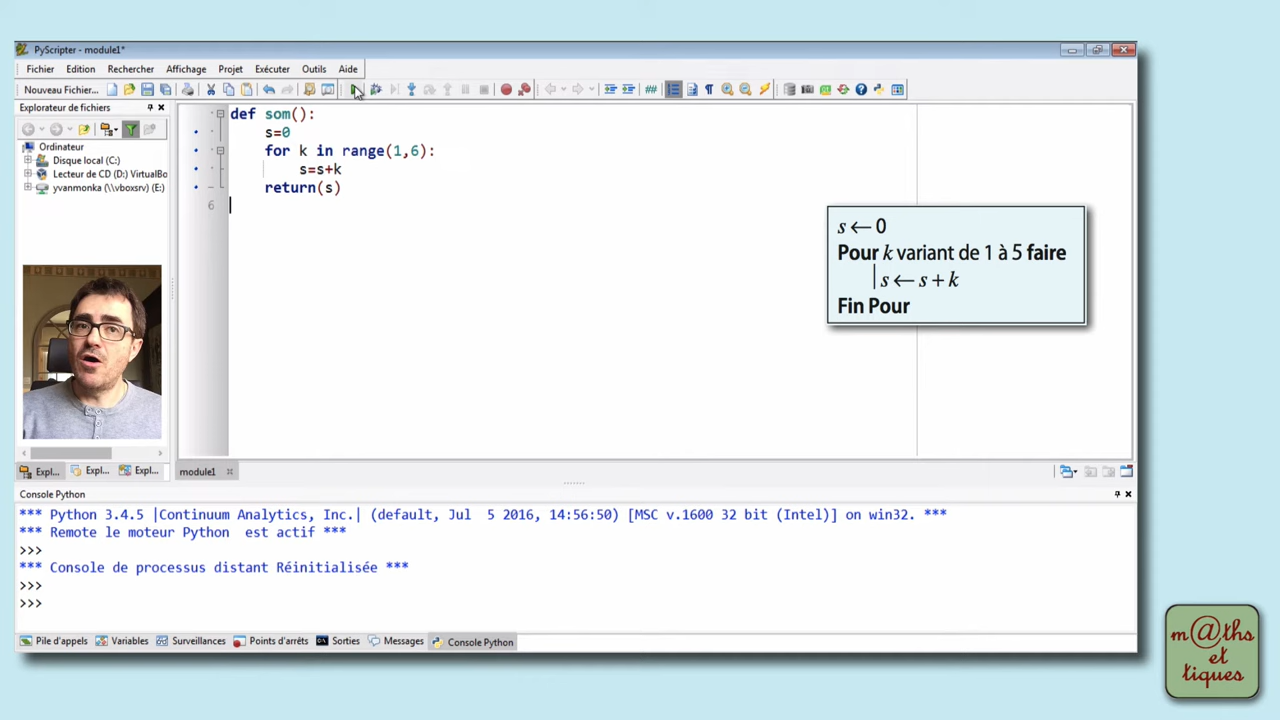 PyScripter - module1*
Fichier Edition Rechercher Affichage Projet Exécuter Outils Aide
Nouveau Fichier...
Explorateur de fichiers
Ordinateur
Disque local (C:)
Lecteur de CD (D:) VirtualBo
yvanmonka (\\vboxsrv) (E:)
def som():
s=0
for k in range(1,6):
s=s+k
return(s)
6
s ← 0
Pour k variant de 1 à 5 faire
s ← s + k
Fin Pour
Expl... Expl... Expl...
module1
Console Python
*** Python 3.4.5 |Continuum Analytics, Inc.| (default, Jul  5 2016, 14:56:50) [MSC v.1600 32 bit (Intel)] on win32. ***
*** Remote le moteur Python  est actif ***
>>>
*** Console de processus distant Réinitialisée ***
>>>
>>>
Pile d'appels Variables Surveillances Points d'arrêts Sorties Messages Console Python
m@ths
et
tiques